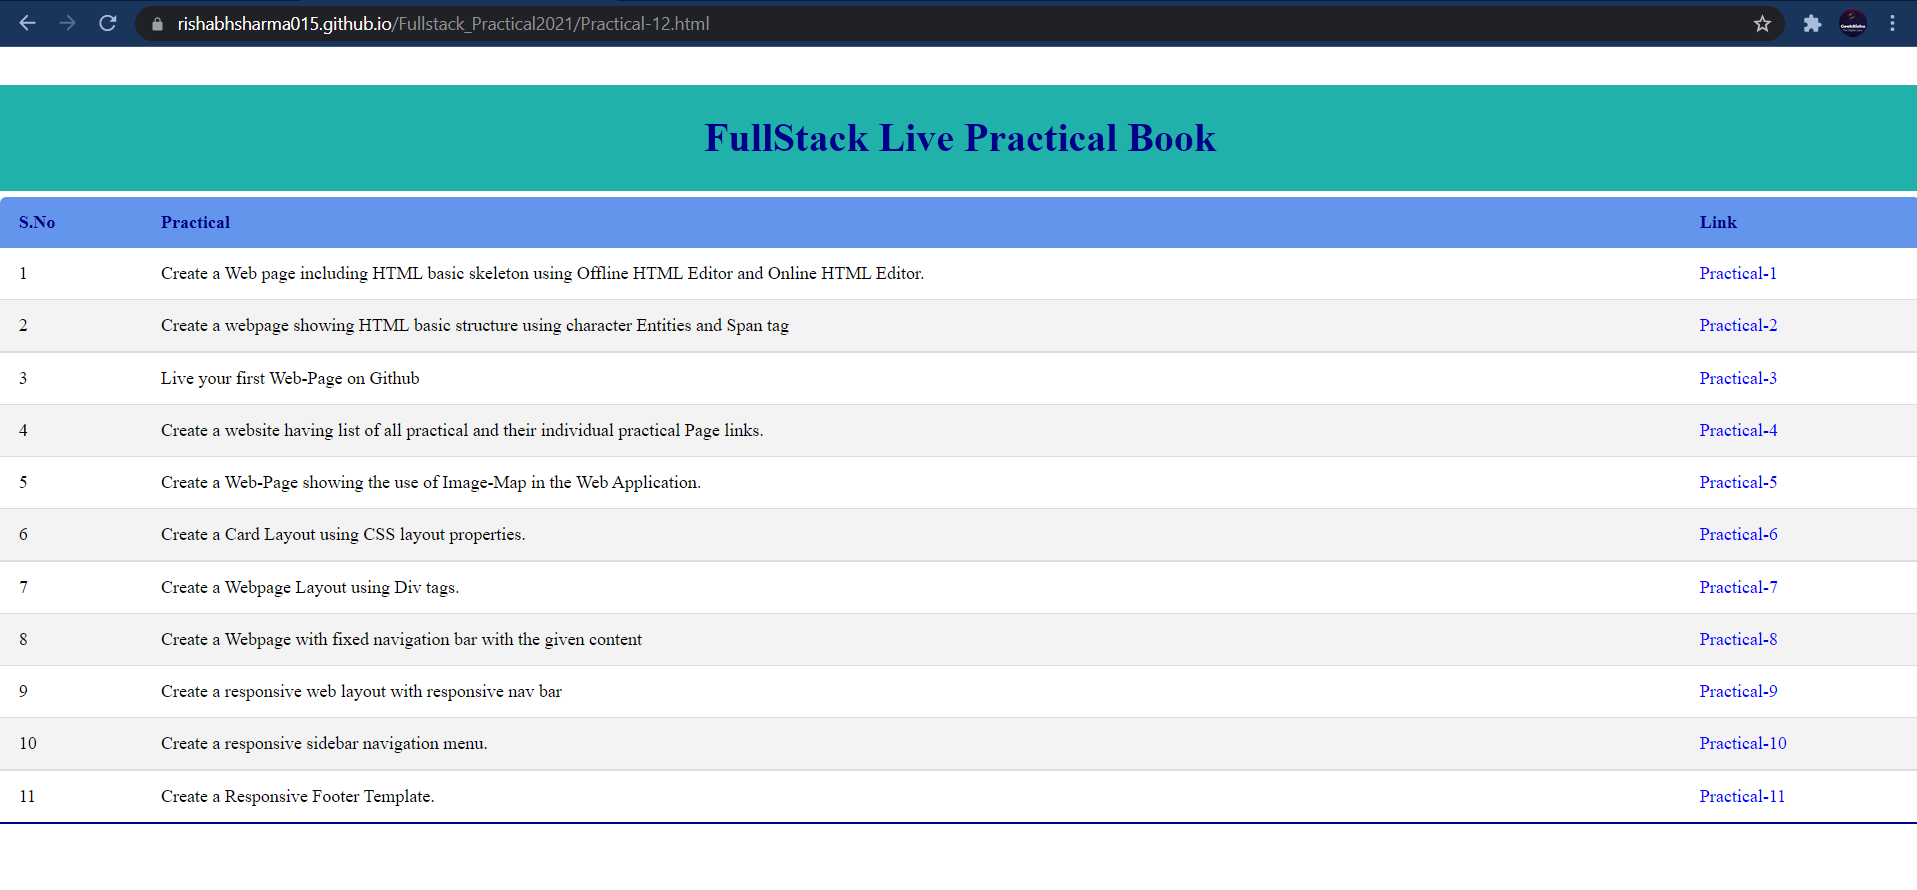 rishabhsharma015.github.io/Fullstack_Practical2021/Practical-12.html
FullStack Live Practical Book
S.No Practical Link
1 Create a Web page including HTML basic skeleton using Offline HTML Editor and Online HTML Editor. Practical-1
2 Create a webpage showing HTML basic structure using character Entities and Span tag Practical-2
3 Live your first Web-Page on Github Practical-3
4 Create a website having list of all practical and their individual practical Page links. Practical-4
5 Create a Web-Page showing the use of Image-Map in the Web Application. Practical-5
6 Create a Card Layout using CSS layout properties. Practical-6
7 Create a Webpage Layout using Div tags. Practical-7
8 Create a Webpage with fixed navigation bar with the given content Practical-8
9 Create a responsive web layout with responsive nav bar Practical-9
10 Create a responsive sidebar navigation menu. Practical-10
11 Create a Responsive Footer Template. Practical-11